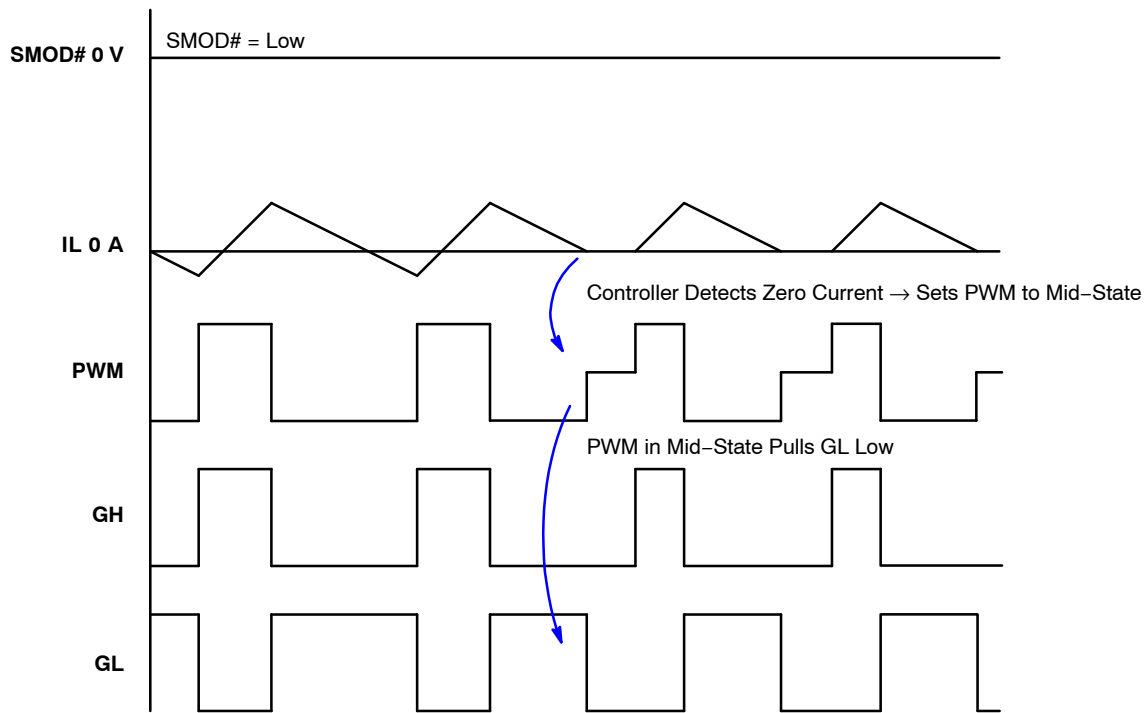 SMOD# = Low
SMOD# 0 V
IL 0 A
Controller Detects Zero Current → Sets PWM to Mid−State
PWM
PWM in Mid−State Pulls GL Low
GH
GL